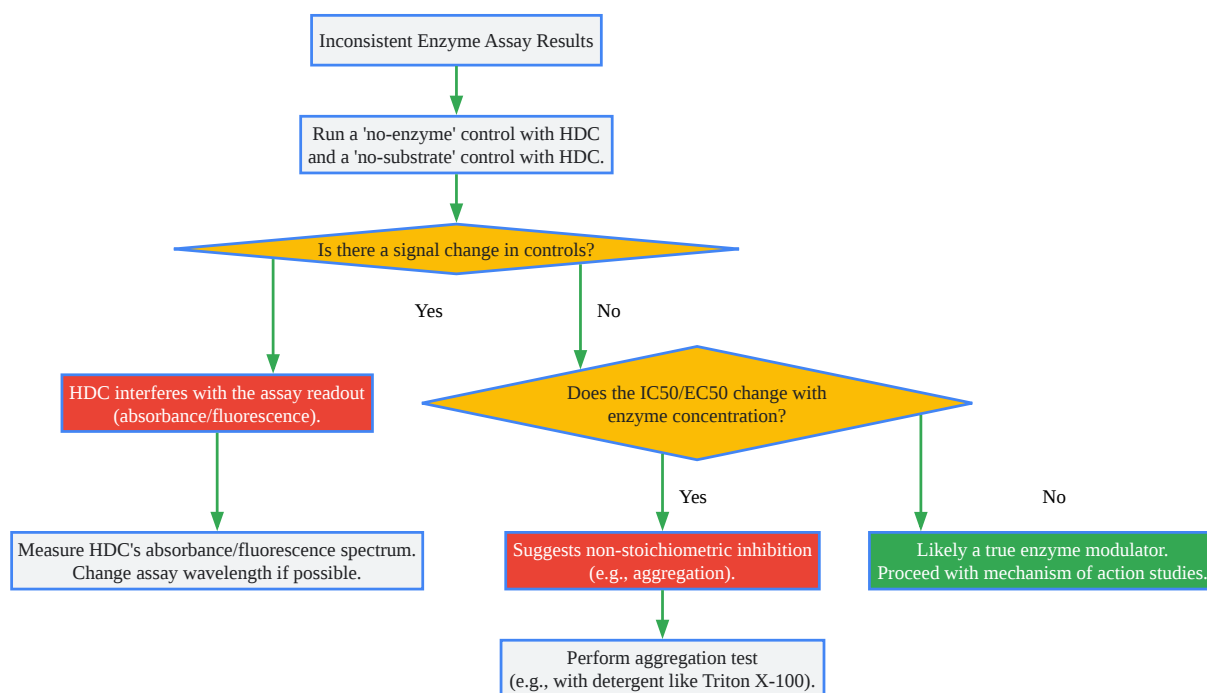 Inconsistent Enzyme Assay Results
Run a 'no-enzyme' control with HDC
and a 'no-substrate' control with HDC.
Is there a signal change in controls?
Yes
No
HDC interferes with the assay readout
(absorbance/fluorescence).
Does the IC50/EC50 change with
enzyme concentration?
Yes
No
Measure HDC's absorbance/fluorescence spectrum.
Change assay wavelength if possible.
Suggests non-stoichiometric inhibition
(e.g., aggregation).
Likely a true enzyme modulator.
Proceed with mechanism of action studies.
Perform aggregation test
(e.g., with detergent like Triton X-100).